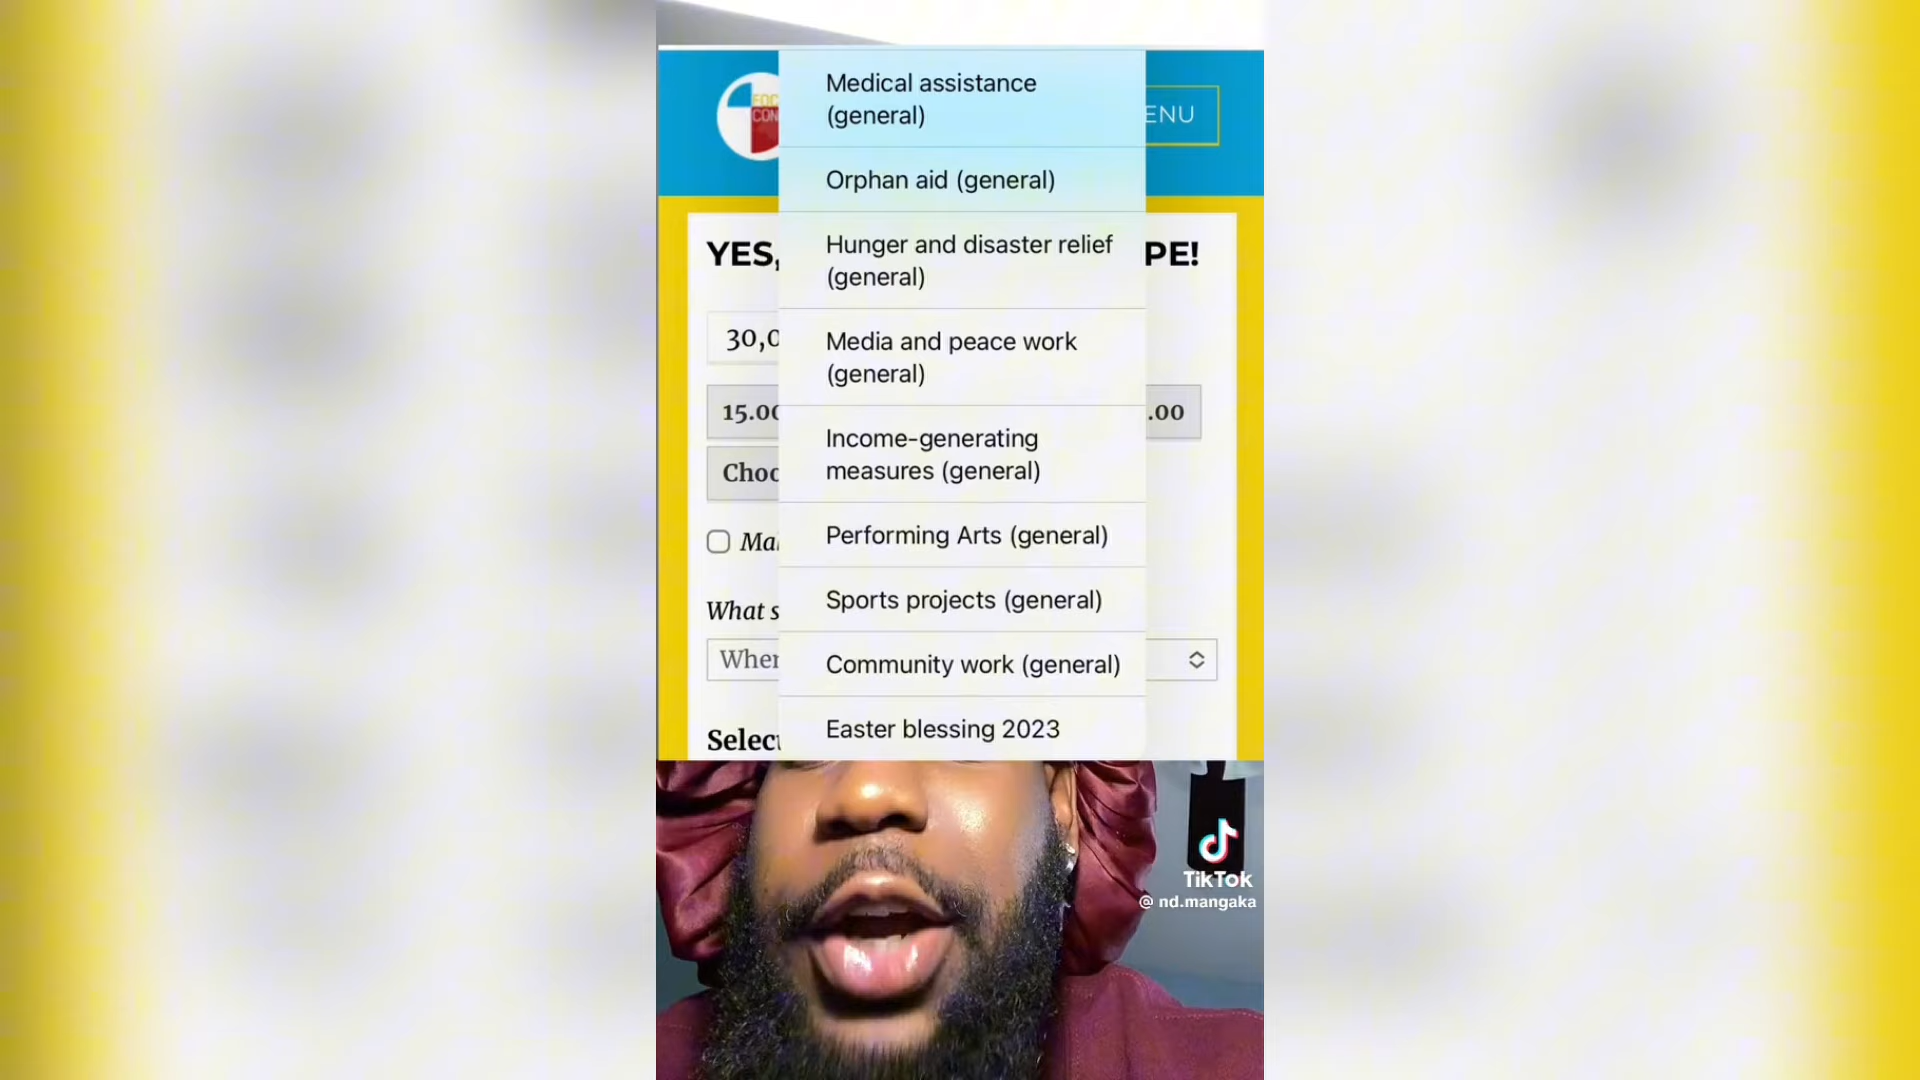 Medical assistance
(general)
ENU
Orphan aid (general)
Hunger and disaster relief
(general)
YES,
PE!
Media and peace work
(general)
30,0
15.00
.00
Income-generating
measures (general)
Choo
Performing Arts (general)
Sports projects (general)
What s
Community work (general)
Easter blessing 2023
TikTok
@ nd.mangaka